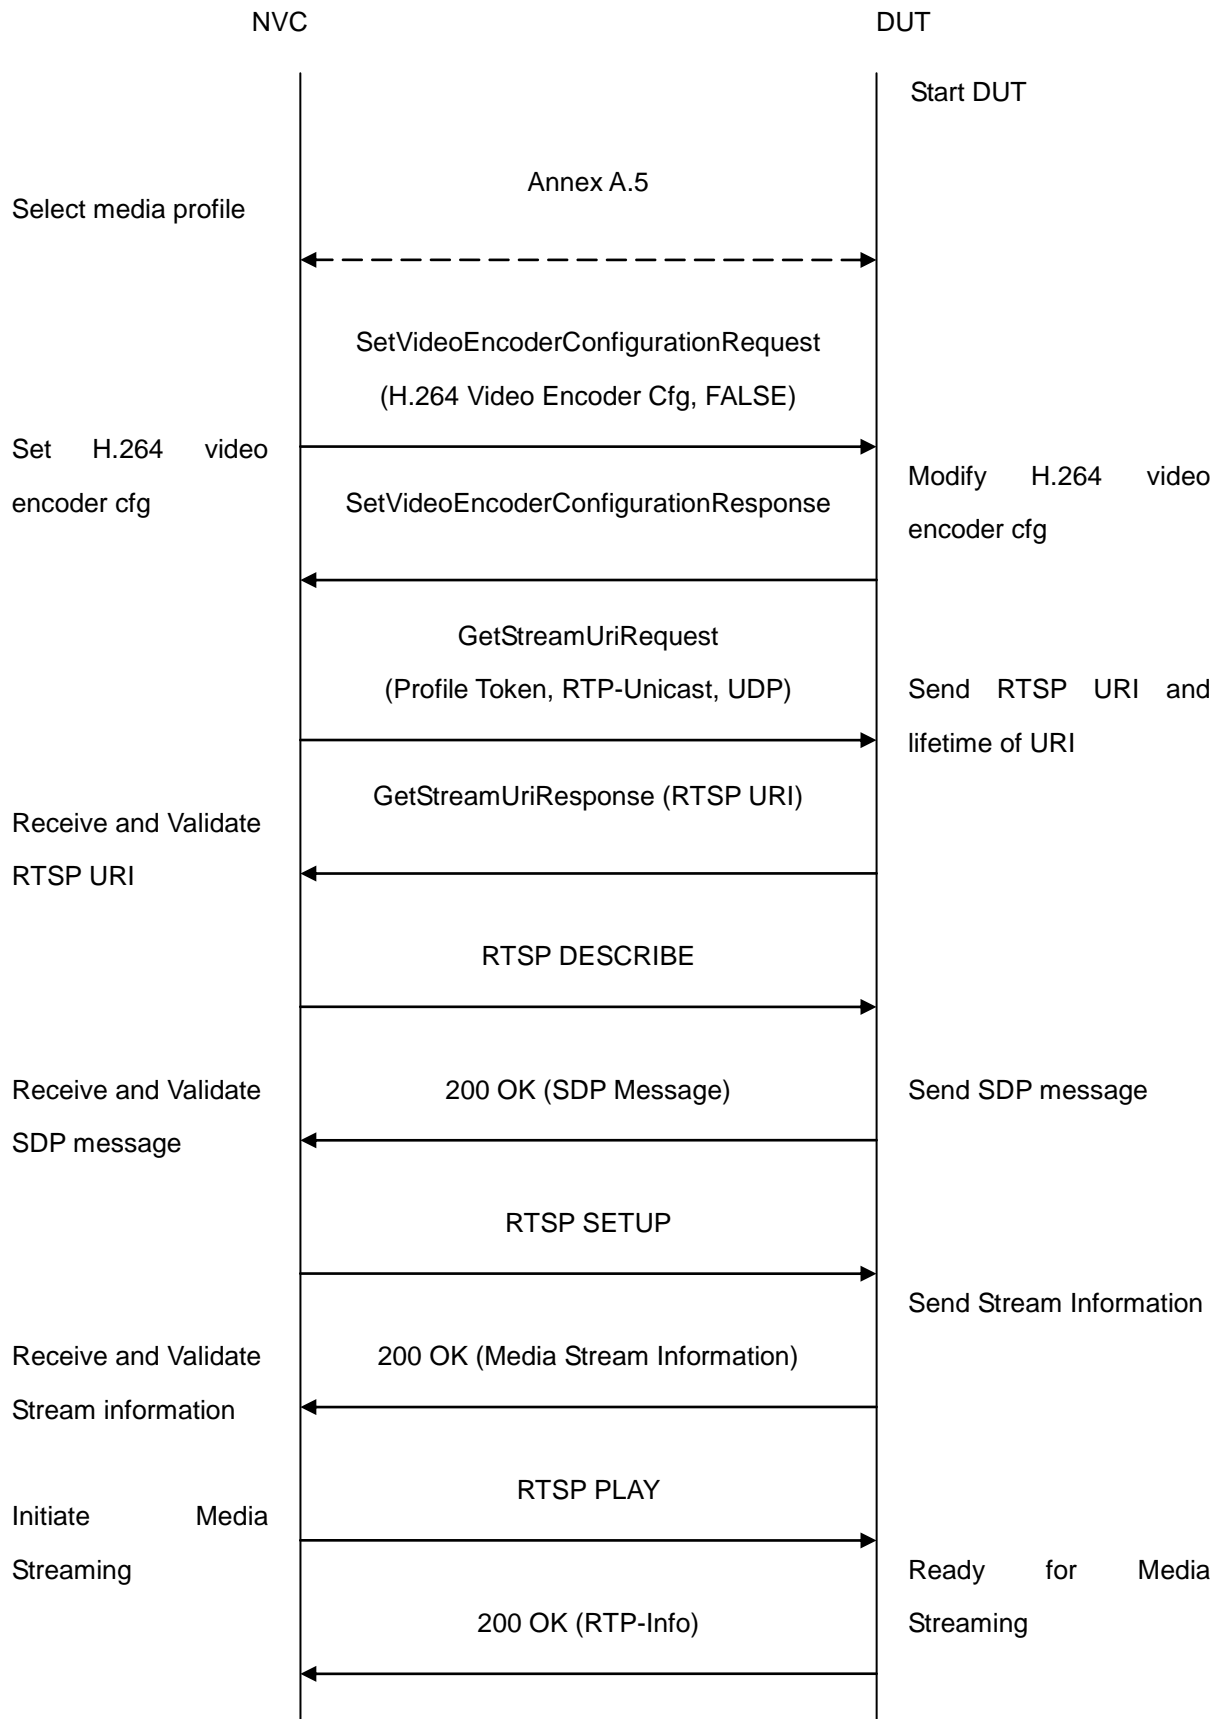 NVC
DUT
Start DUT
Annex A.5
Select media profile
SetVideoEncoderConfigurationRequest
(H.264 Video Encoder Cfg, FALSE)
Set H.264 video
encoder cfg
Modify H.264 video
encoder cfg
SetVideoEncoderConfigurationResponse
GetStreamUriRequest
(Profile Token, RTP-Unicast, UDP)
Send RTSP URI and
lifetime of URI
GetStreamUriResponse (RTSP URI)
Receive and Validate
RTSP URI
RTSP DESCRIBE
Receive and Validate
SDP message
200 OK (SDP Message)
Send SDP message
RTSP SETUP
Send Stream Information
Receive and Validate
Stream information
200 OK (Media Stream Information)
RTSP PLAY
Initiate Media
Streaming
Ready for Media
Streaming
200 OK (RTP-Info)